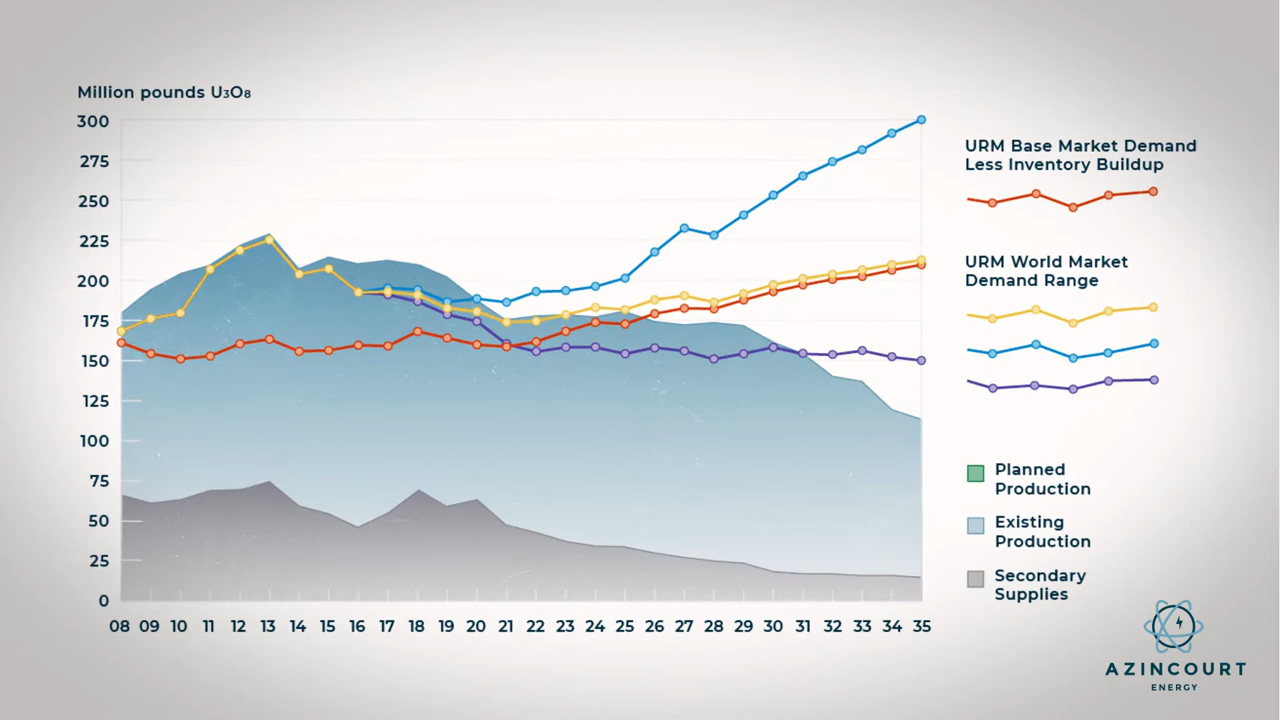 Million pounds U₃O₈
300
275
250
225
200
175
150
125
100
75
50
25
0
08 09 10 11 12 13 14 15 16 17 18 19 20 21 22 23 24 25 26 27 28 29 30 31 32 33 34 35
URM Base Market Demand
Less Inventory Buildup
URM World Market
Demand Range
Planned
Production
Existing
Production
Secondary
Supplies
AZINCOURT
ENERGY